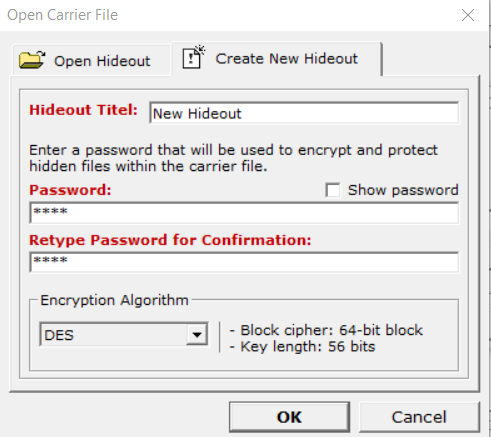 Open Carrier File
Open Hideout
Create New Hideout
Hideout Titel: New Hideout
Enter a password that will be used to encrypt and protect
hidden files within the carrier file.
Password:
Show password
****
Retype Password for Confirmation:
****
Encryption Algorithm
DES
- Block cipher: 64-bit block
- Key length: 56 bits
OK
Cancel